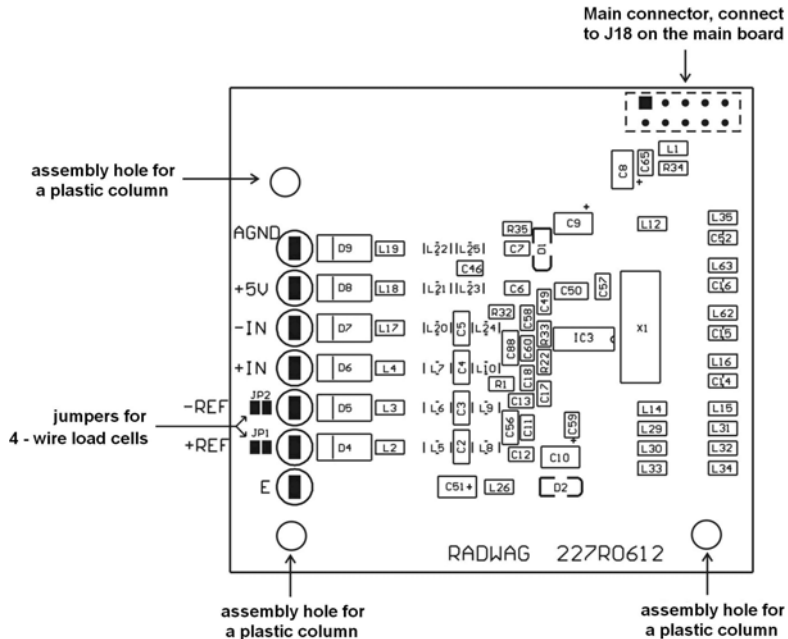 Main connector, connect
to J18 on the main board
assembly hole for
a plastic column
L1
C8
C65
R34
AGND
D9
L19
L22
L25
R35
C7
D1
C9
L12
L35
C52
C46
+5V
D8
L18
L21
L23
C6
C49
C50
C57
L63
C16
-IN
D7
L17
L20
C5
L24
R32
C58
C88
C60
R33
IC3
X1
L62
C15
+IN
D6
L4
L7
C4
L10
R1
C18
R22
C17
L16
C14
jumpers for
4 - wire load cells
-REF
JP2
D5
L3
L6
C3
L9
C13
C56
C11
C59
L14
L15
L29
L31
+REF
JP1
D4
L2
L5
C2
L8
C12
C10
L30
L32
L33
L34
E
C51+
L26
D2
RADWAG 227R0612
assembly hole for
a plastic column
assembly hole for
a plastic column